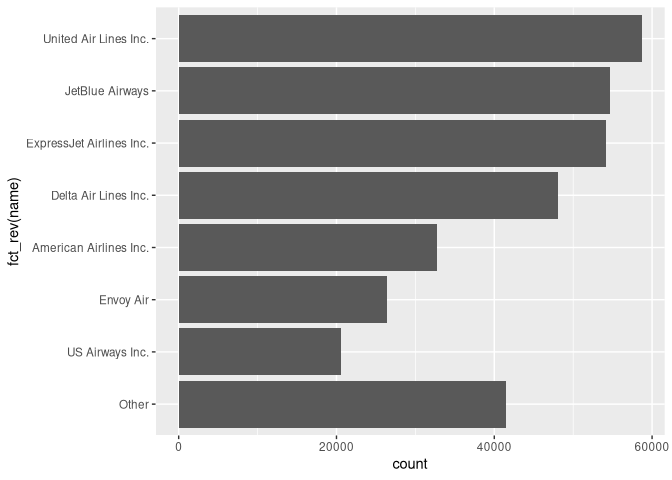 United Air Lines Inc.
JetBlue Airways
ExpressJet Airlines Inc.
Delta Air Lines Inc.
American Airlines Inc.
Envoy Air
US Airways Inc.
Other
fct_rev(name)
0 20000 40000 60000
count